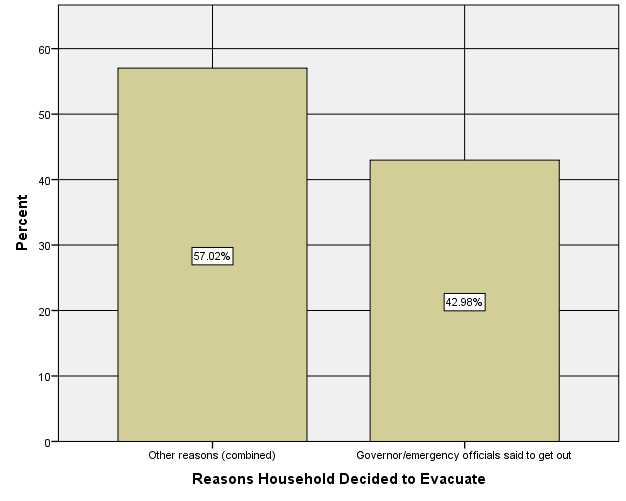 60
50
40
30
20
10
0
Percent
57.02%
42.98%
Other reasons (combined)
Governor/emergency officials said to get out
Reasons Household Decided to Evacuate